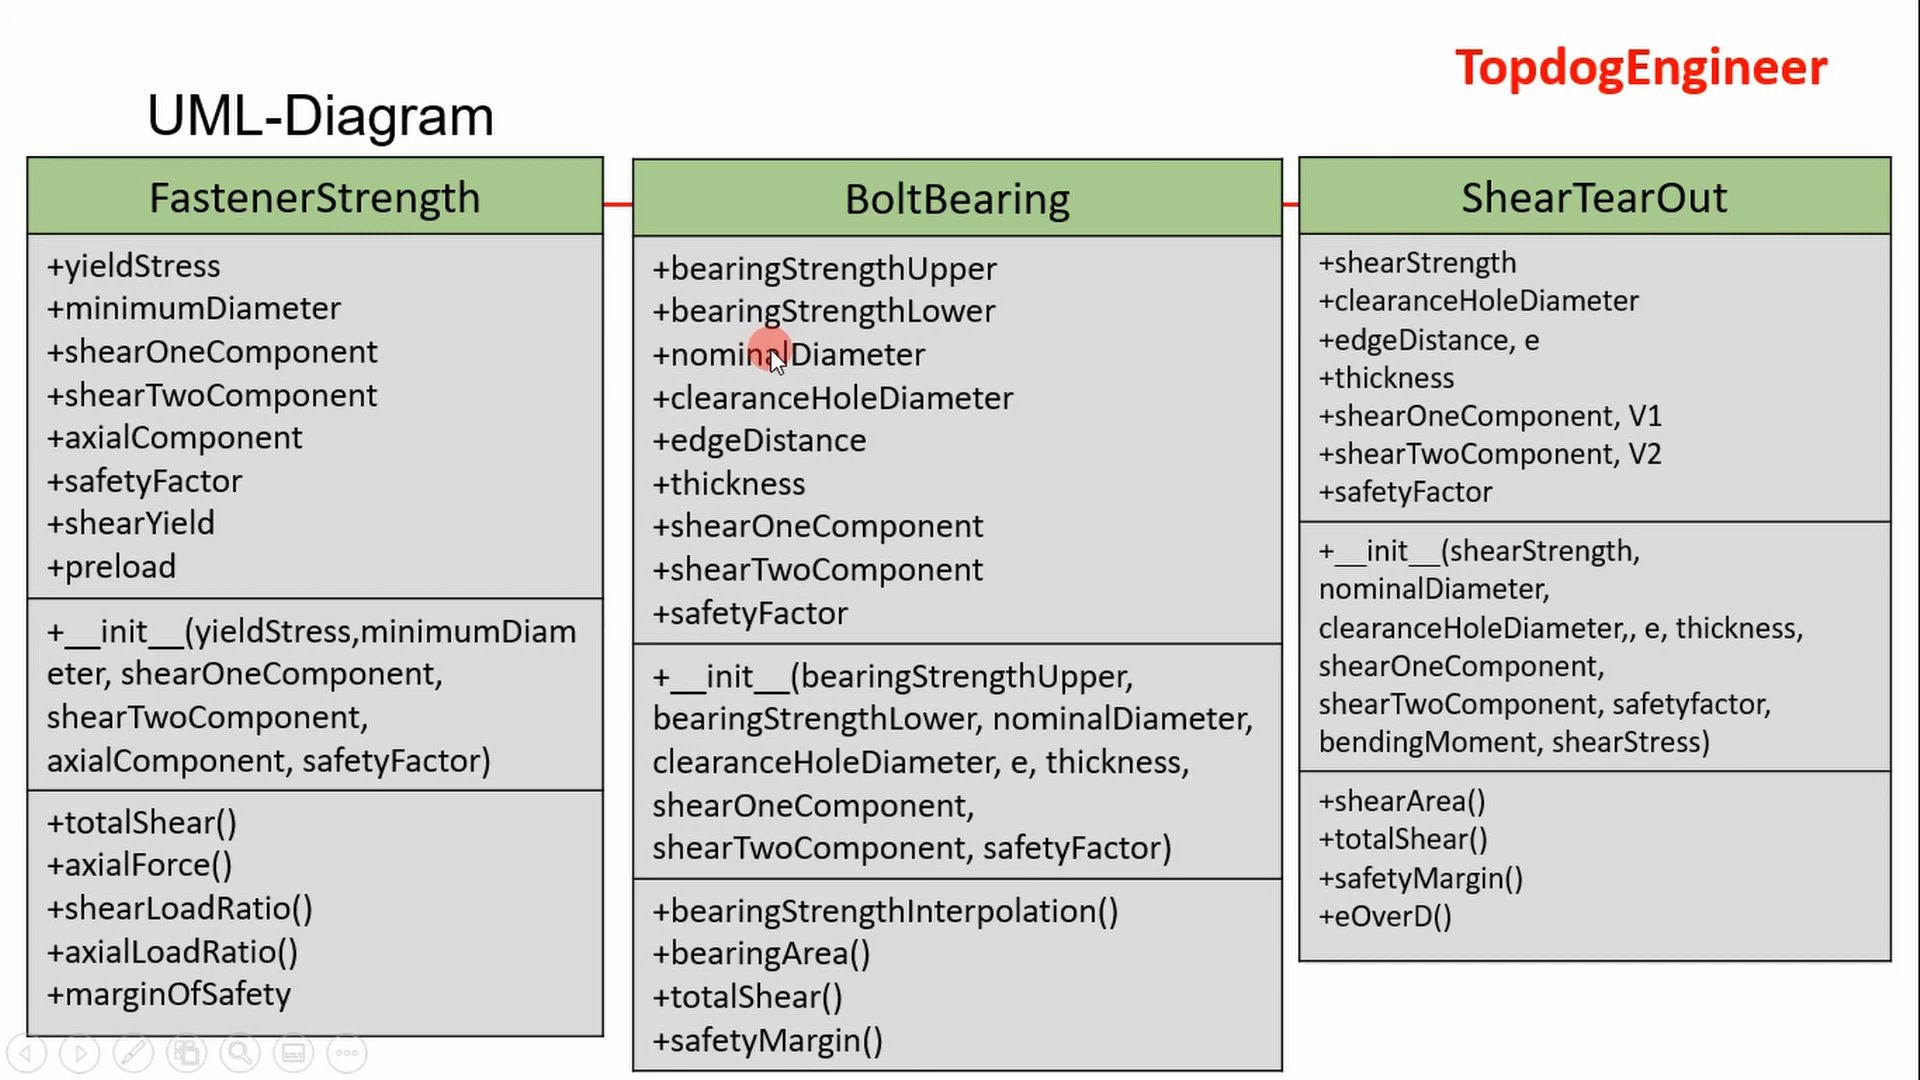 TopdogEngineer
UML-Diagram
FastenerStrength
+yieldStress
+minimumDiameter
+shearOneComponent
+shearTwoComponent
+axialComponent
+safetyFactor
+shearYield
+preload
+__init__(yieldStress,minimumDiam
eter, shearOneComponent,
shearTwoComponent,
axialComponent, safetyFactor)
+totalShear()
+axialForce()
+shearLoadRatio()
+axialLoadRatio()
+marginOfSafety
BoltBearing
+bearingStrengthUpper
+bearingStrengthLower
+nominalDiameter
+clearanceHoleDiameter
+edgeDistance
+thickness
+shearOneComponent
+shearTwoComponent
+safetyFactor
+__init__(bearingStrengthUpper,
bearingStrengthLower, nominalDiameter,
clearanceHoleDiameter, e, thickness,
shearOneComponent,
shearTwoComponent, safetyFactor)
+bearingStrengthInterpolation()
+bearingArea()
+totalShear()
+safetyMargin()
ShearTearOut
+shearStrength
+clearanceHoleDiameter
+edgeDistance, e
+thickness
+shearOneComponent, V1
+shearTwoComponent, V2
+safetyFactor
+__init__(shearStrength,
nominalDiameter,
clearanceHoleDiameter,, e, thickness,
shearOneComponent,
shearTwoComponent, safetyfactor,
bendingMoment, shearStress)
+shearArea()
+totalShear()
+safetyMargin()
+eOverD()